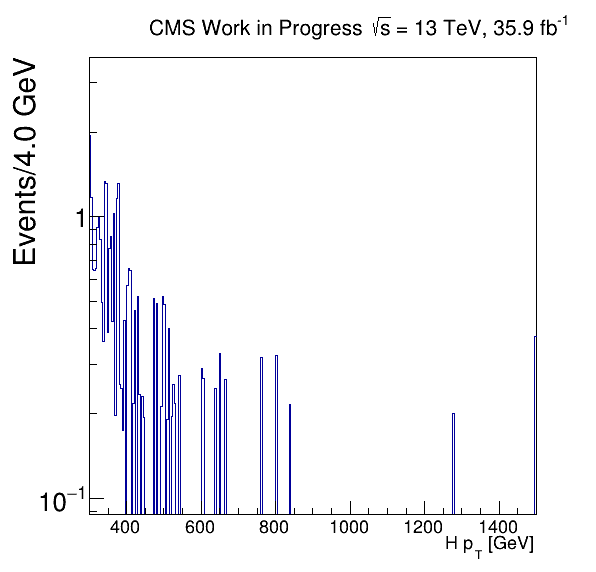 CMS Work in Progress √s = 13 TeV, 35.9 fb⁻¹
Events/4.0 GeV
1
10⁻¹
400 600 800 1000 1200 1400
H p_T [GeV]